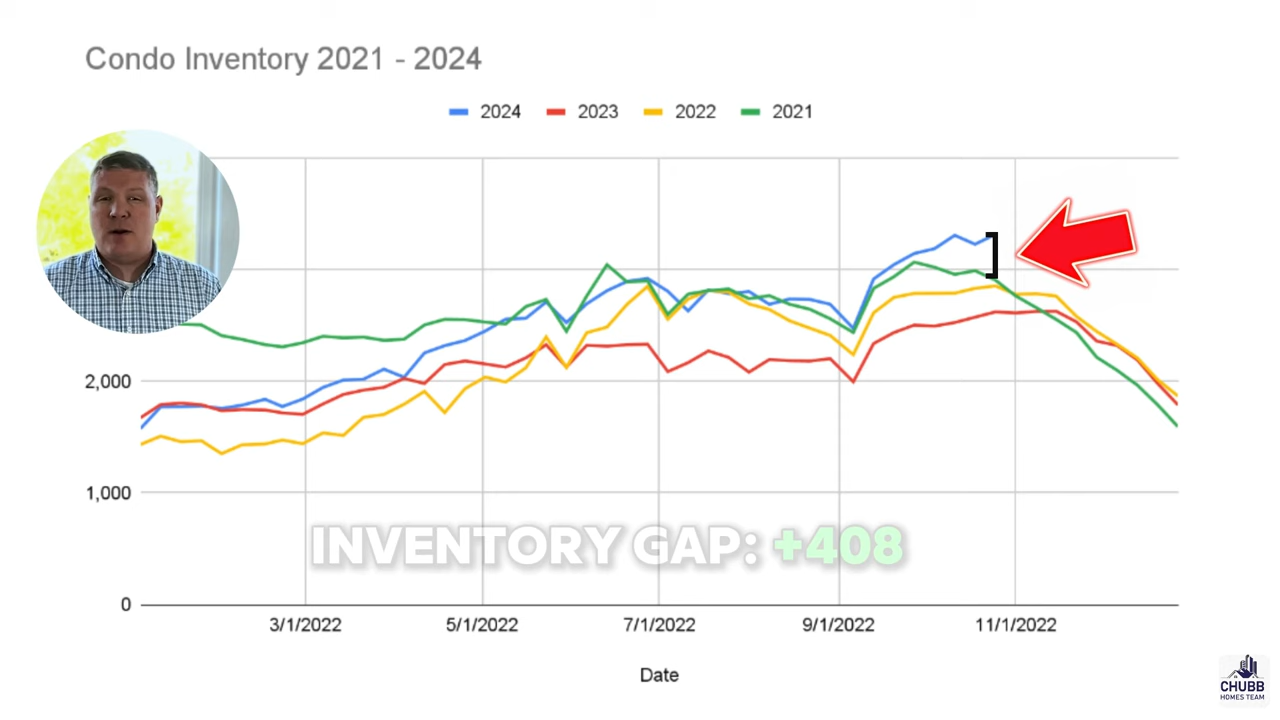 Condo Inventory 2021 - 2024
2024 2023 2022 2021
2,000
1,000
INVENTORY GAP: +408
0
3/1/2022 5/1/2022 7/1/2022 9/1/2022 11/1/2022
Date
CHUBB
HOMES TEAM